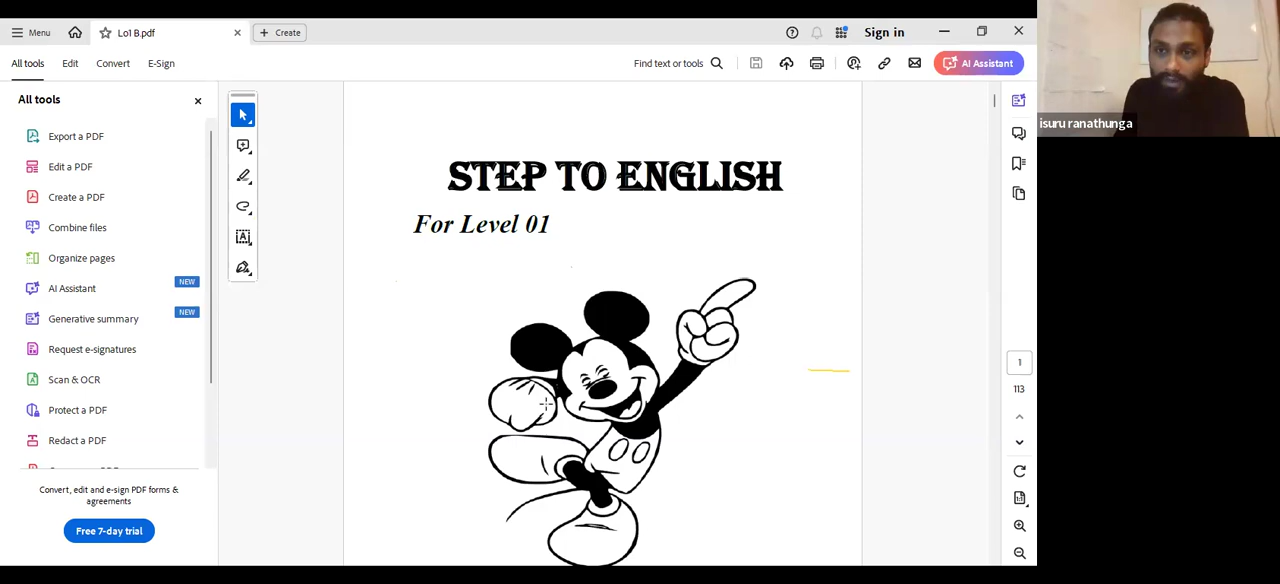 Menu
Lo1 B.pdf
Create
Sign in
All tools
Edit
Convert
E-Sign
Find text or tools
AI Assistant
All tools
Export a PDF
Edit a PDF
Create a PDF
Combine files
Organize pages
AI Assistant
NEW
Generative summary
NEW
Request e-signatures
Scan & OCR
Protect a PDF
Redact a PDF
Convert, edit and e-sign PDF forms &
agreements
Free 7-day trial
STEP TO ENGLISH
For Level 01
1
113
isuru ranathunga